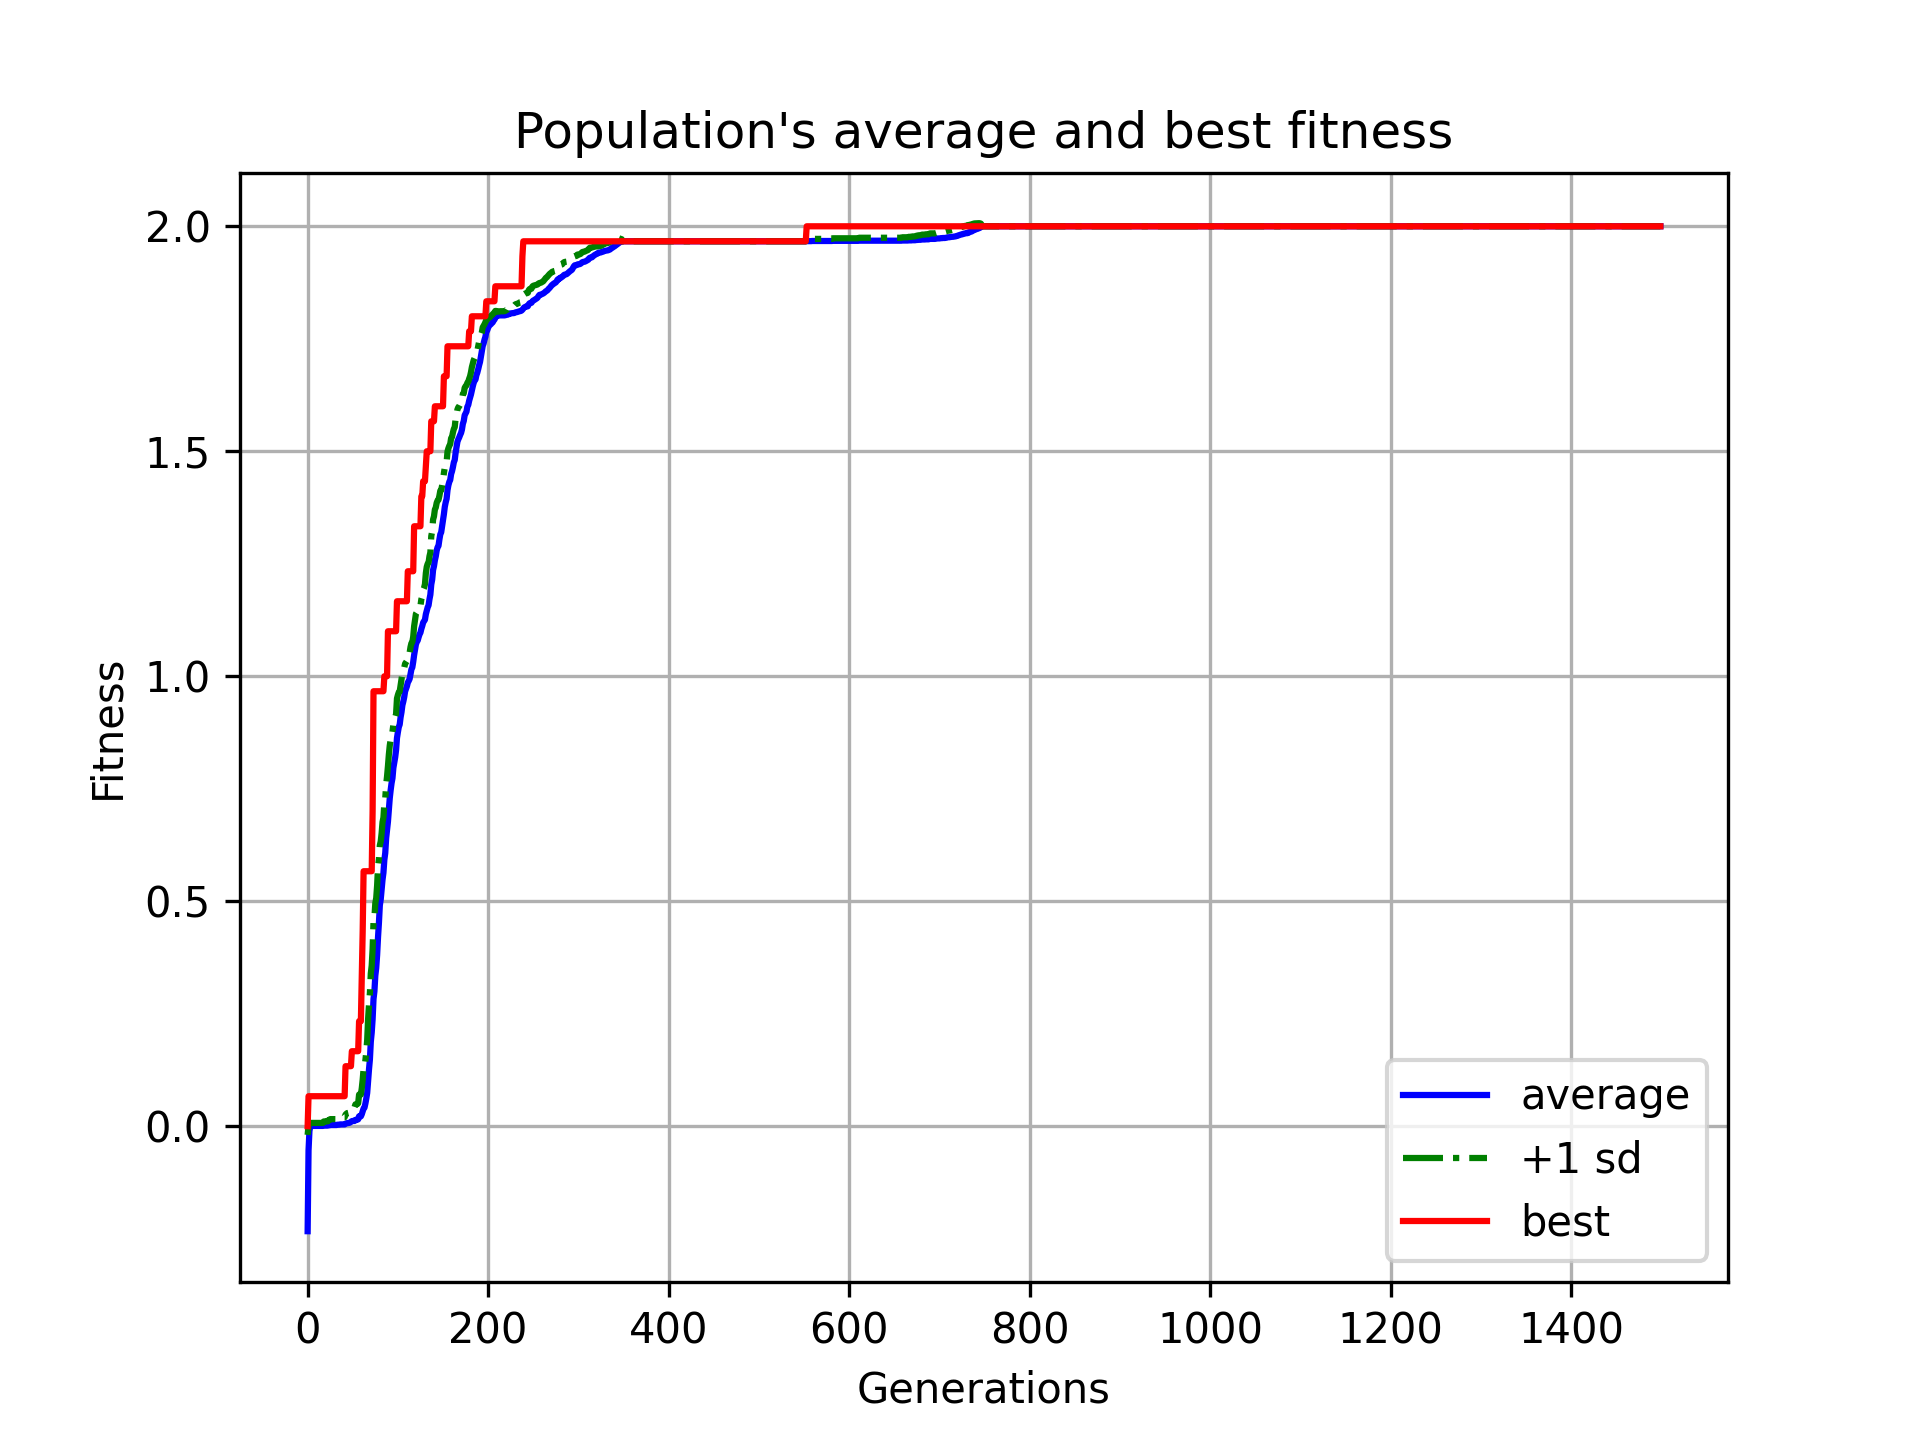 Population's average and best fitness
2.0
1.5
1.0
0.5
0.0
Fitness
0 200 400 600 800 1000 1200 1400
Generations
average
+1 sd
best